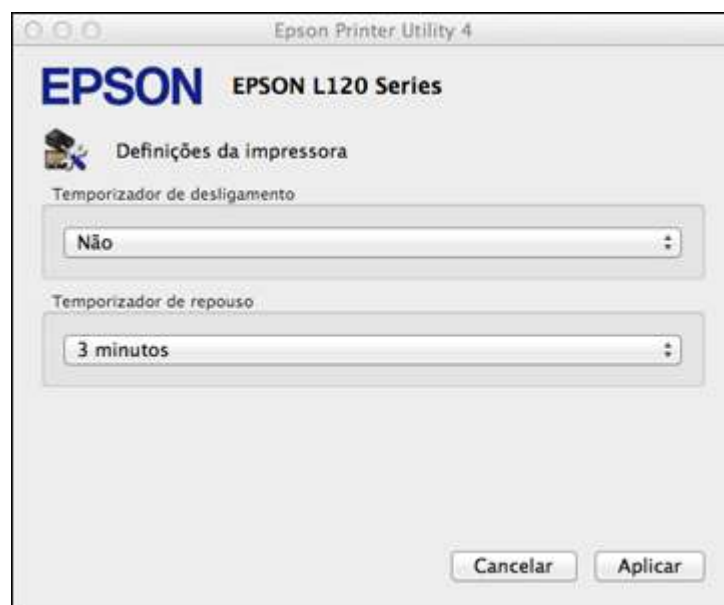 Epson Printer Utility 4
EPSON EPSON L120 Series
Definições da impressora
Temporizador de desligamento
Não
Temporizador de repouso
3 minutos
Cancelar Aplicar